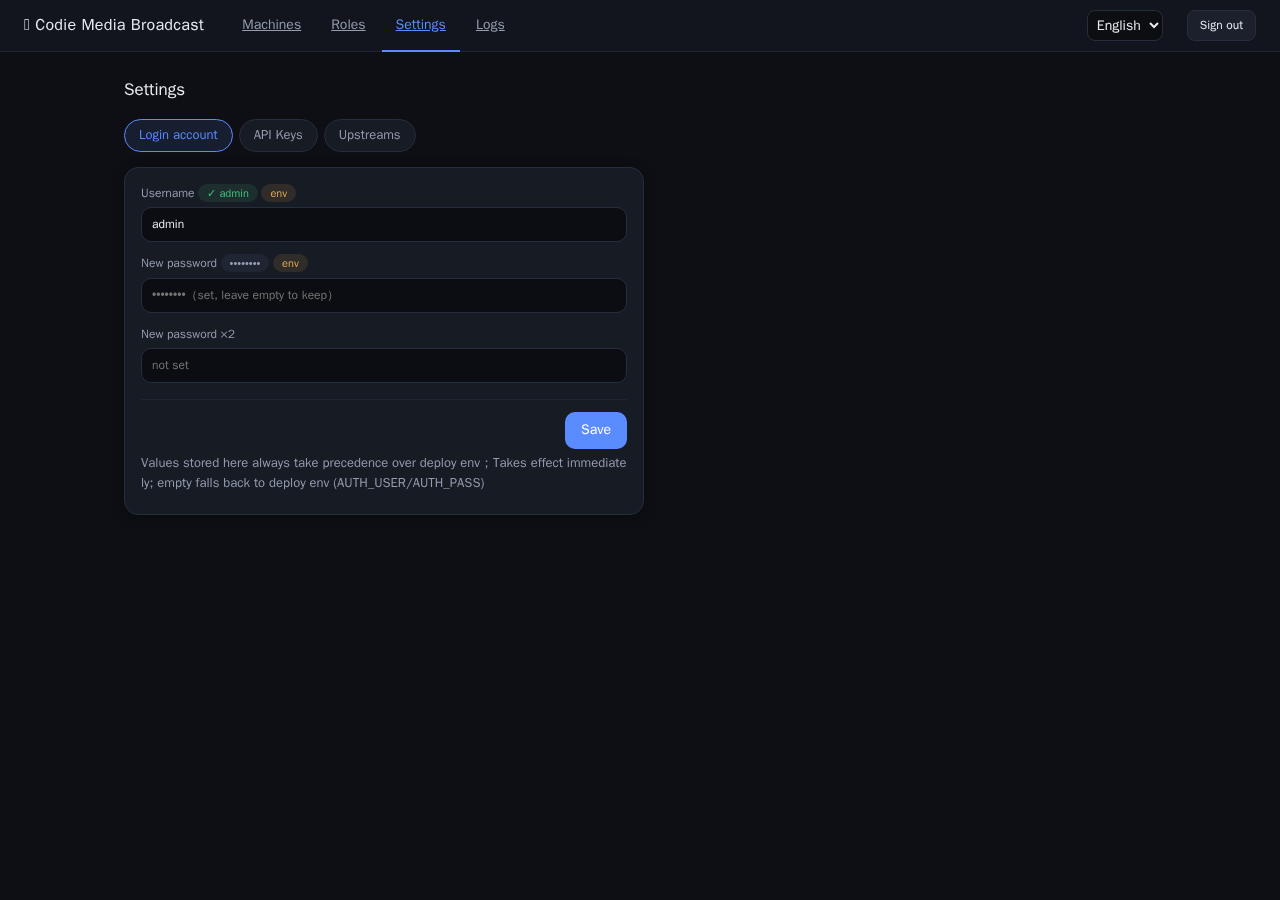 Codie Media Broadcast
Machines
Roles
Settings
Logs
English
Sign out
Settings
Login account
API Keys
Upstreams
Username ✓ admin env
admin
New password •••••••• env
••••••••（set, leave empty to keep）
New password ×2
not set
Save
Values stored here always take precedence over deploy env；Takes effect immediate
ly; empty falls back to deploy env (AUTH_USER/AUTH_PASS)